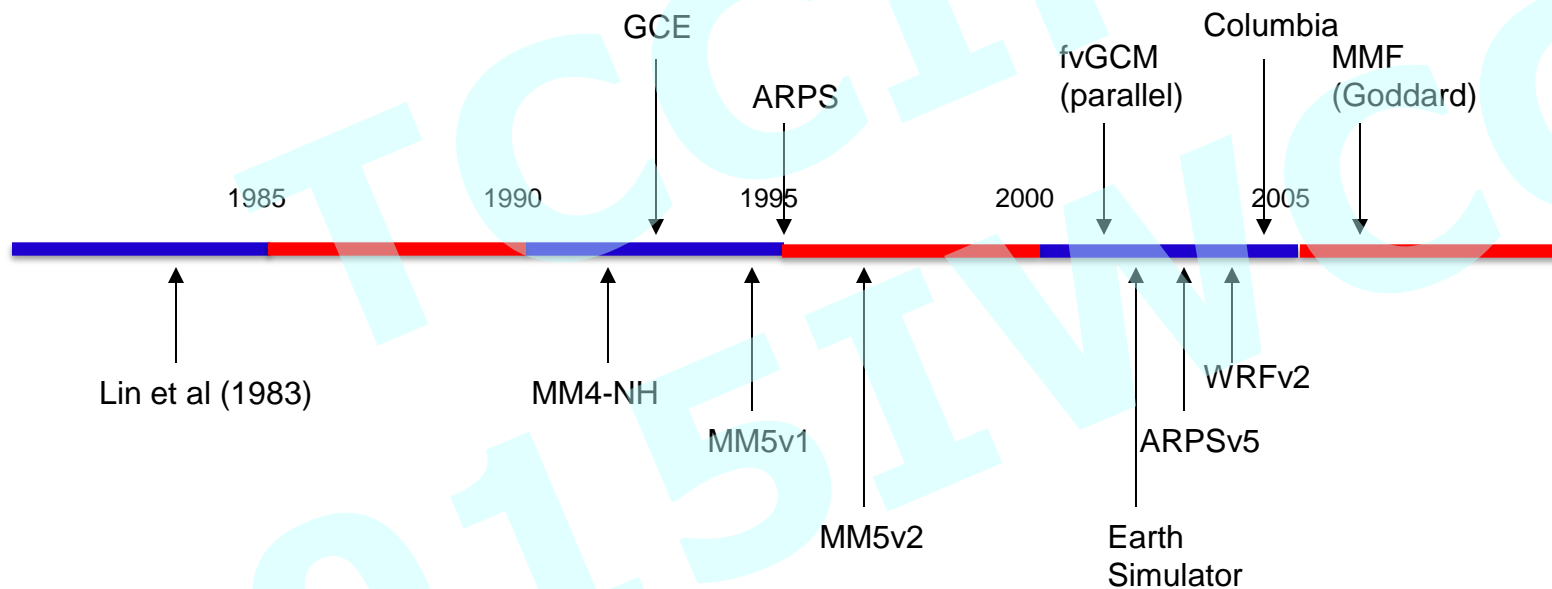 GCE
Columbia
fvGCM
(parallel)
MMF
(Goddard)
ARPS
1985
1990
1995
2000
2005
Lin et al (1983)
MM4-NH
WRFv2
MM5v1
ARPSv5
MM5v2
Earth
Simulator